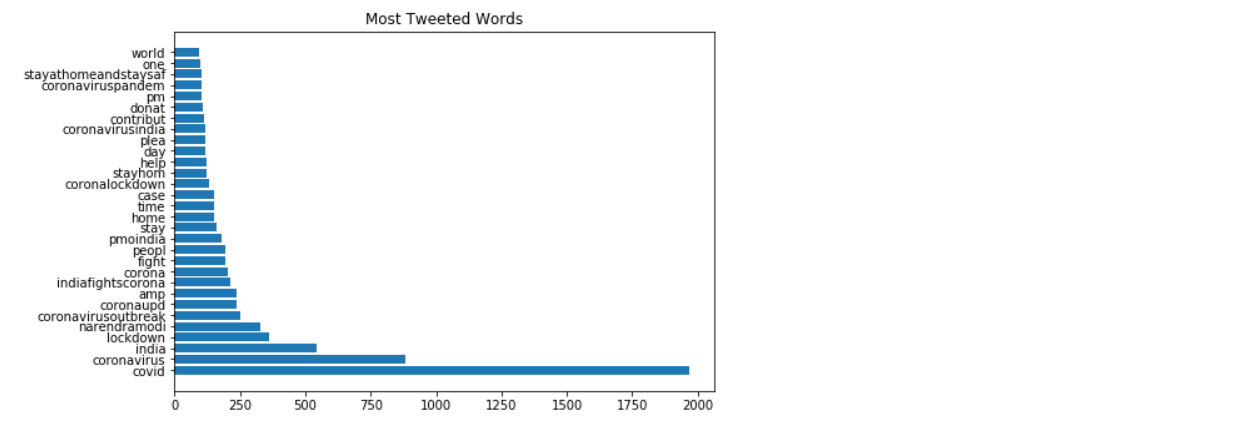 Most Tweeted Words
world
one
stayathomeandstaysaf
coronaviruspandem
pm
donat
contribut
coronavirusindia
plea
day
help
stayhom
coronalockdown
case
time
home
stay
pmoindia
peopl
fight
corona
indiafightscorona
amp
coronaupd
coronavirusoutbreak
narendramodi
lockdown
india
coronavirus
covid
0 250 500 750 1000 1250 1500 1750 2000